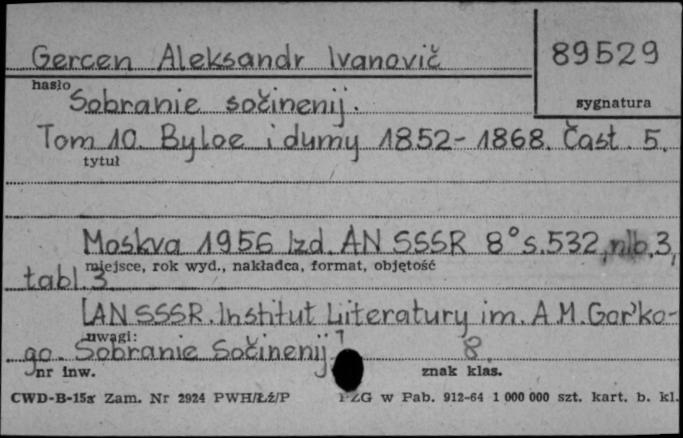 Gercen Aleksandr Ivanovič
89529
hasło
sygnatura
Sobranie sočinenij.
Tom 10. Byloe i dumy 1852-1868. Čast. 5.
tytuł
Moskva 1956 Izd. AN SSSR 8° s.532, nlb. 3,
miejsce, rok wyd., nakładca, format, objętość
tabl. 3
[AN SSSR. Institut Literatury im. A.M.Gor'ko-
uwagi:
go. Sobranie Sočinenij] 8.
nr inw.
znak klas.
CWD-B-15a Zam. Nr 2924 PWH/Łż/P PZG w Pab. 912-64 1 000 000 szt. kart. b. kl.